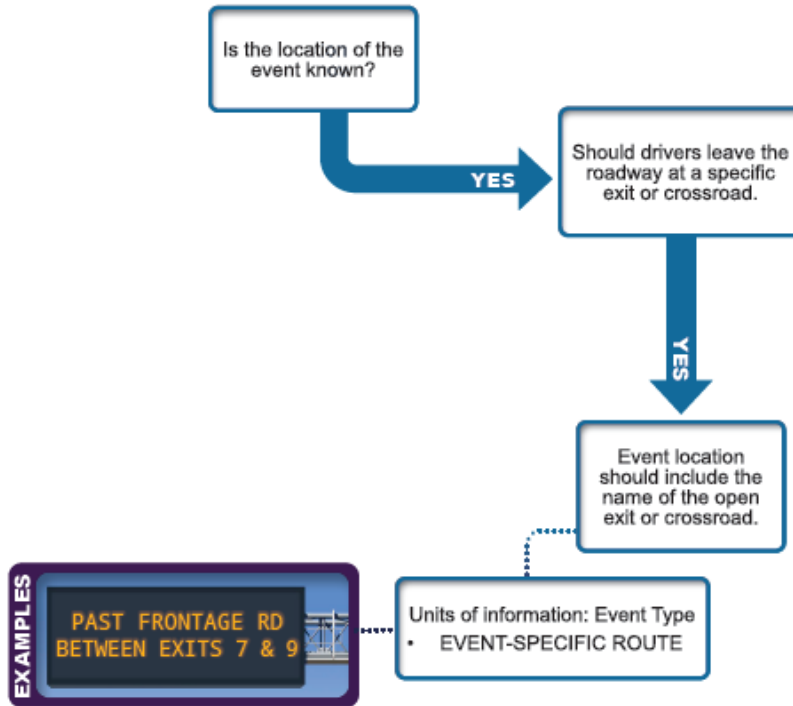 Is the location of the
event known?
YES
Should drivers leave the
roadway at a specific
exit or crossroad.
YES
Event location
should include the
name of the open
exit or crossroad.
Units of information: Event Type
• EVENT-SPECIFIC ROUTE
EXAMPLES
PAST FRONTAGE RD
BETWEEN EXITS 7 & 9